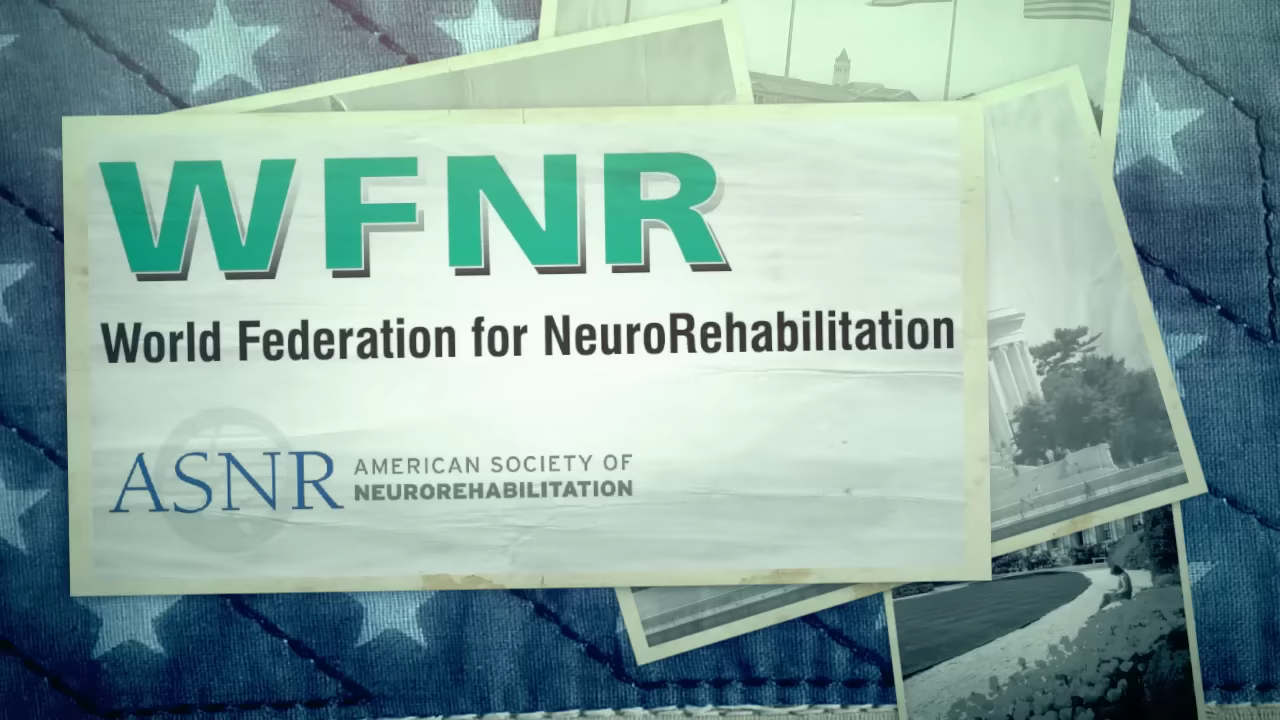 WFNR
World Federation for NeuroRehabilitation
ASNR
AMERICAN SOCIETY OF
NEUROREHABILITATION